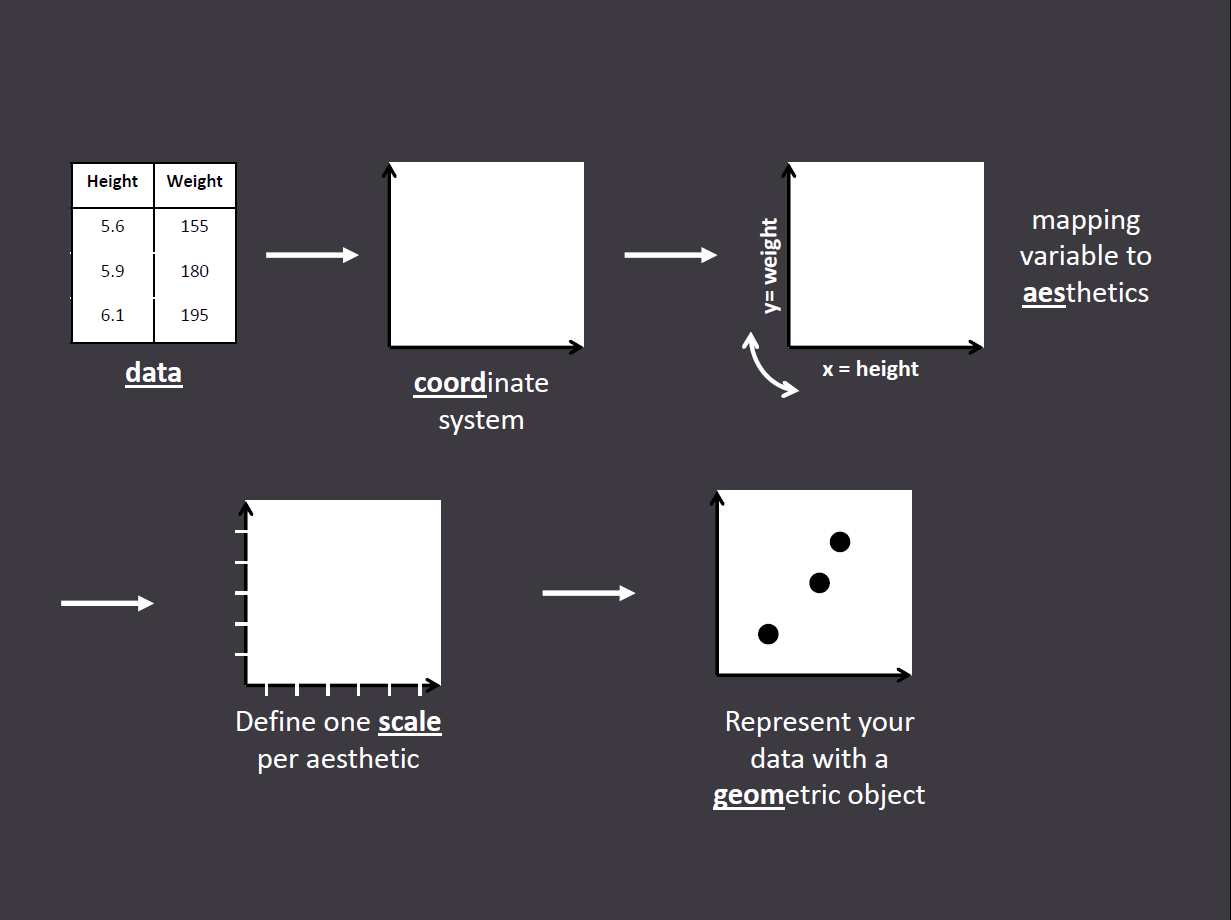 Height Weight
5.6 155
5.9 180
6.1 195
data
coordinate
system
y= weight
x = height
mapping
variable to
aesthetics
Define one scale
per aesthetic
Represent your
data with a
geometric object